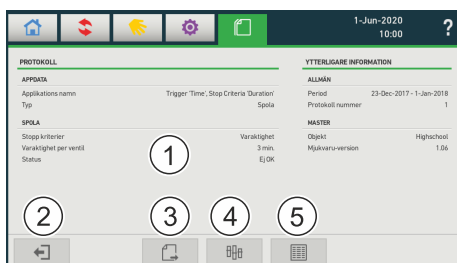 1-Jun-2020
10:00
?
PROTOKOLL
APPDATA
Applikations namn Trigger 'Time', Stop Criteria 'Duration'
Typ Spola
SPOLA
Stopp kriterier Varaktighet
Varaktighet per ventil 3 min.
Status Ej OK
YTTERLIGARE INFORMATION
ALLMÄN
Period 23-Dec-2017 - 1-Jan-2018
Protokoll nummer 1
MASTER
Objekt Highschool
Mjukvaru-version 1.06
1
2
3
4
5